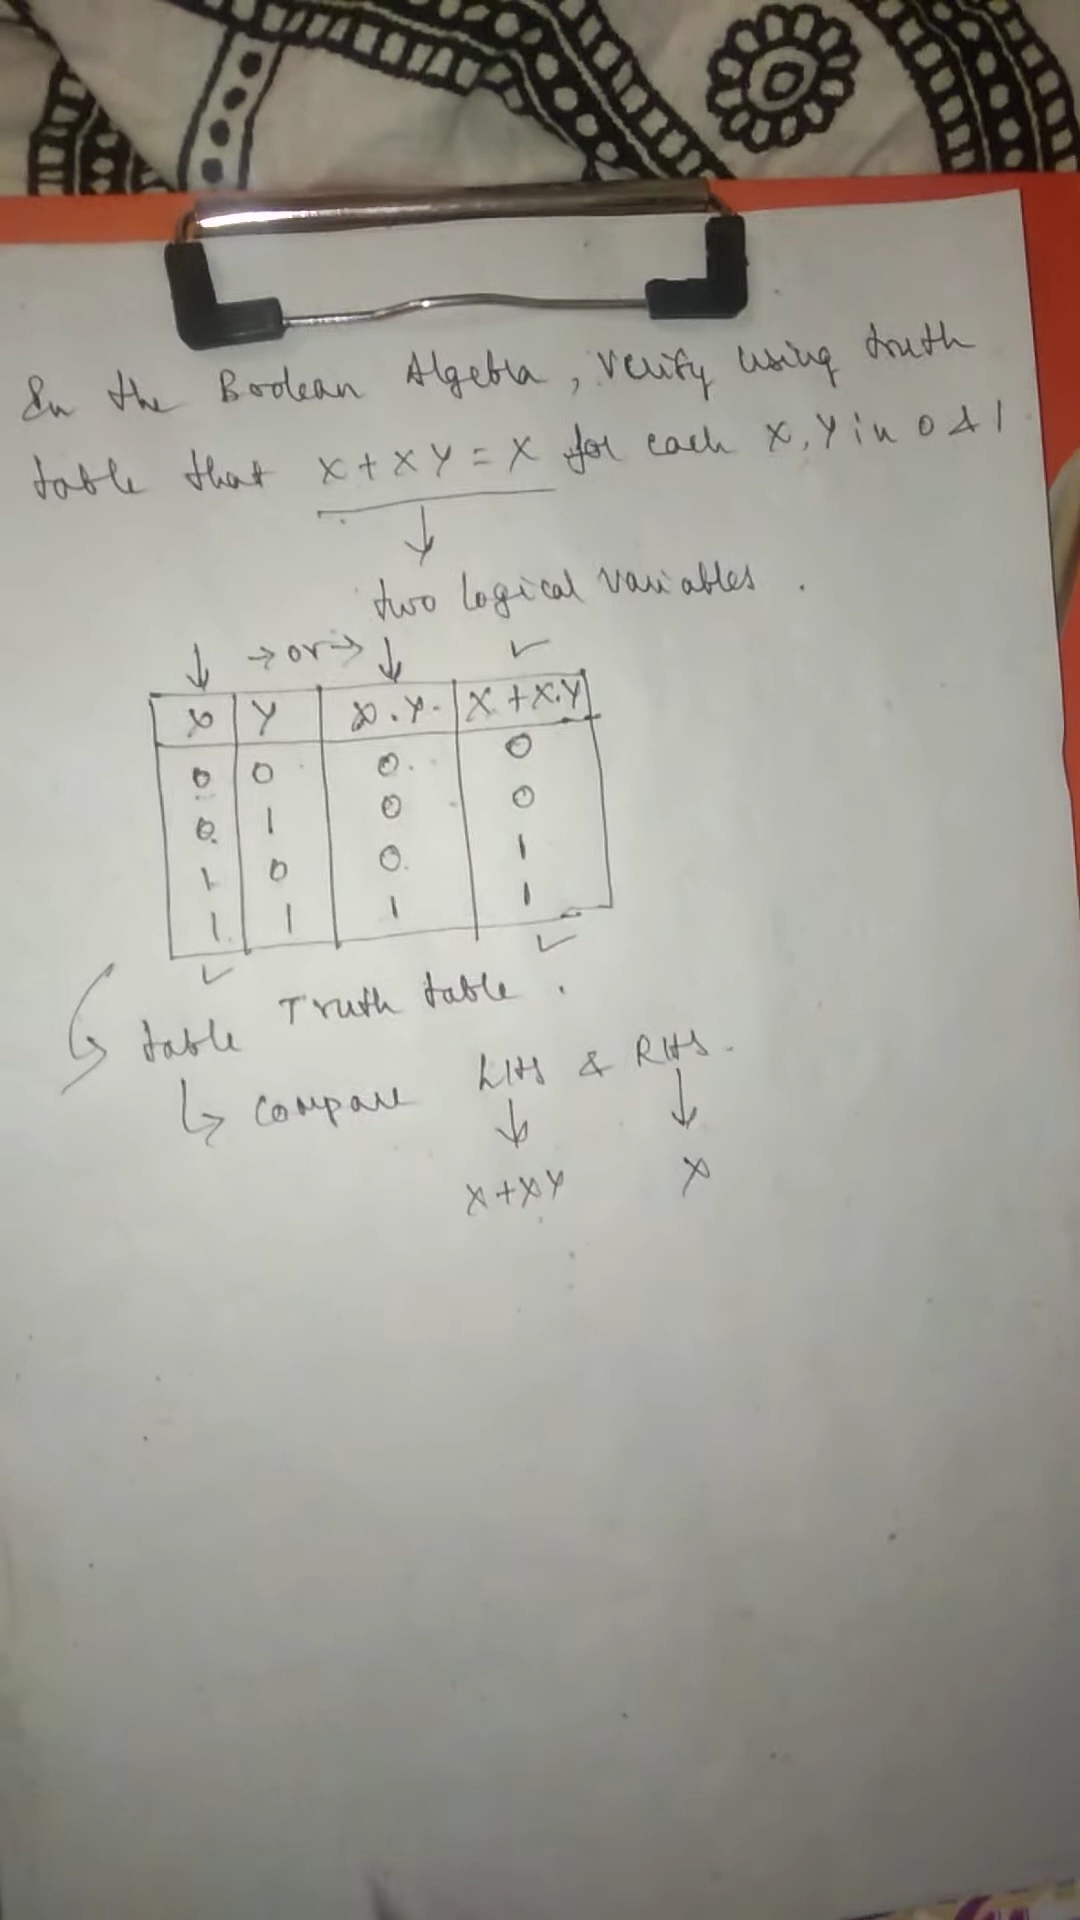 In the Boolean Algebra, Verify using truth
table that X + X Y = X for each X, Y in 0 & 1
two logical variables .
→ or →
X Y X . Y . X + X.Y
0 0 0 0
0 1 0 0
1 0 0 1
1 1 1 1
Truth table .
table
compare LHS & RHS .
X+XY X